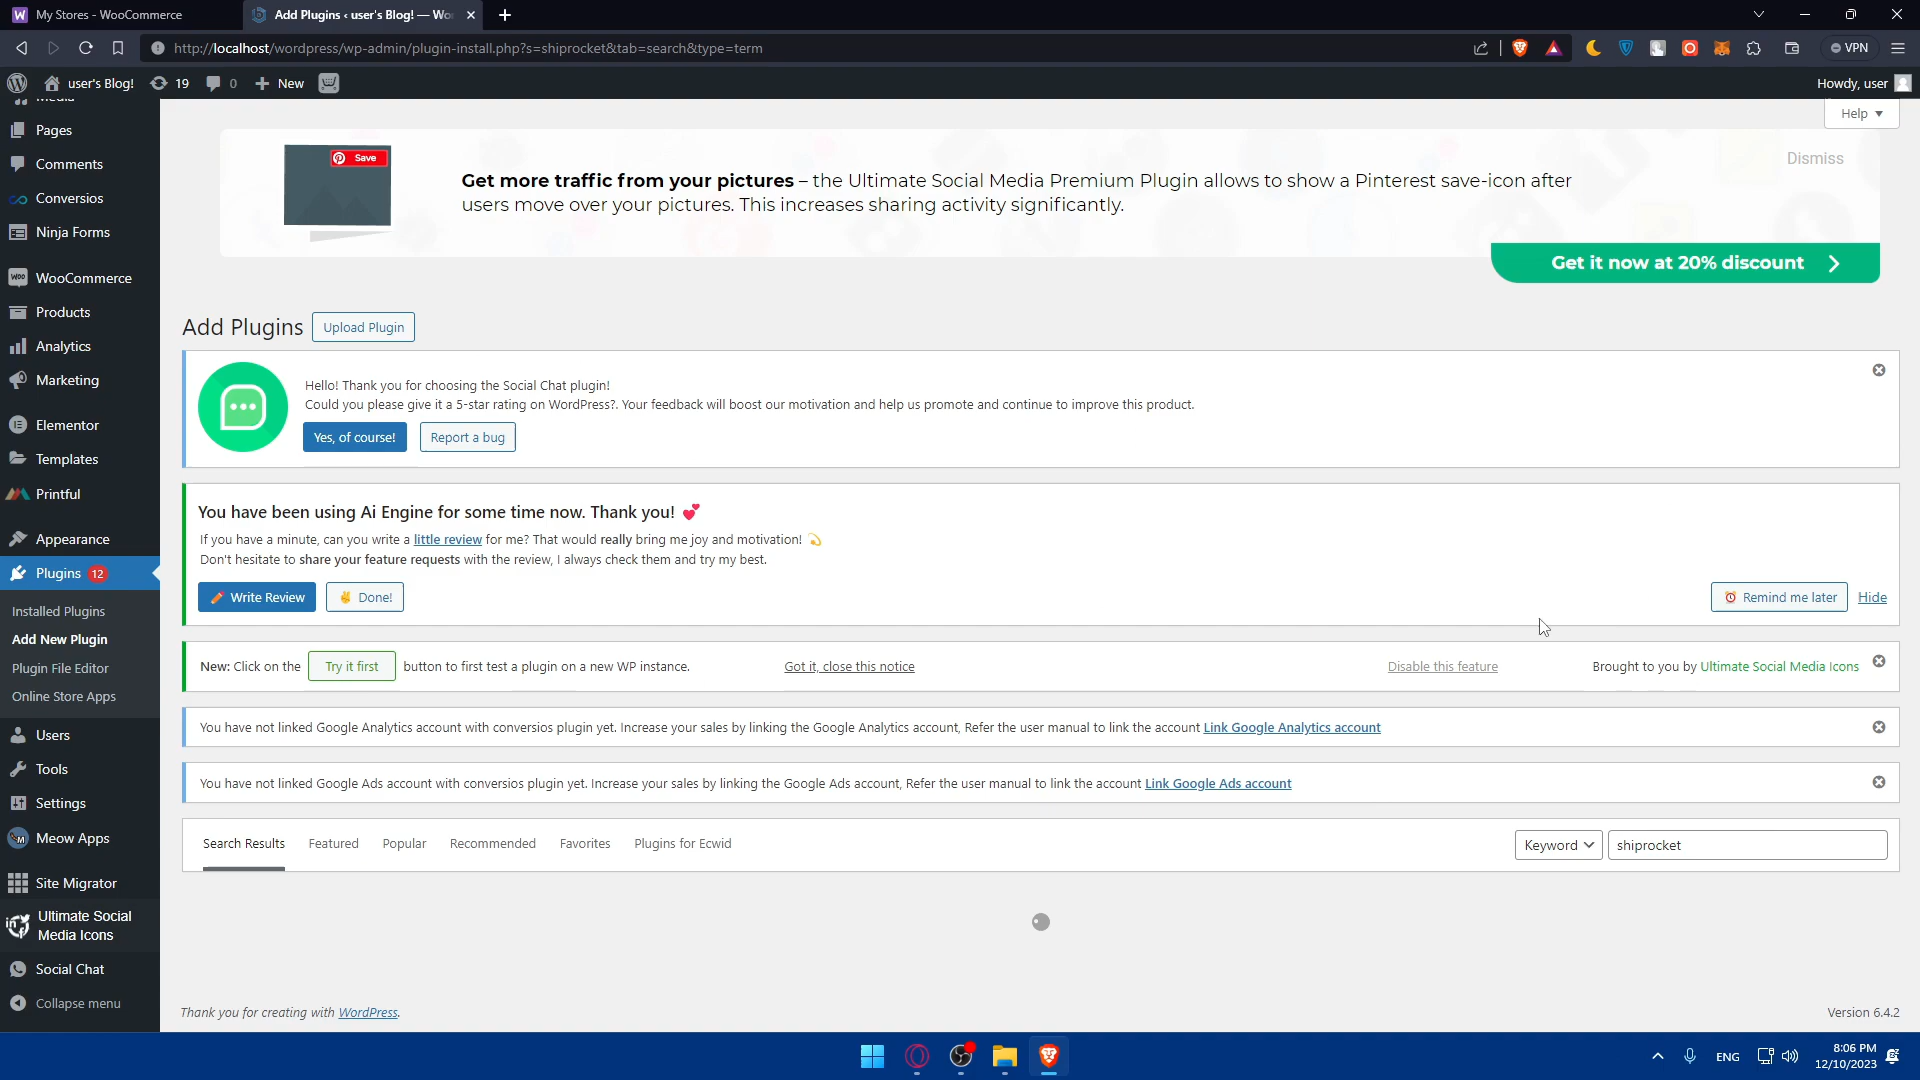 My Stores - WooCommerce
Add Plugins ‹ user's Blog! — Wo
http://localhost/wordpress/wp-admin/plugin-install.php?s=shiprocket&tab=search&type=term
VPN
user's Blog!
19
0
New
Howdy, user
Media
Pages
Comments
Conversios
Ninja Forms
WooCommerce
Products
Analytics
Marketing
Elementor
Templates
Printful
Appearance
Plugins 12
Installed Plugins
Add New Plugin
Plugin File Editor
Online Store Apps
Users
Tools
Settings
Meow Apps
Site Migrator
Ultimate Social
Media Icons
Social Chat
Collapse menu
Help
Save
Get more traffic from your pictures – the Ultimate Social Media Premium Plugin allows to show a Pinterest save-icon after
users move over your pictures. This increases sharing activity significantly.
Dismiss
Get it now at 20% discount
Add Plugins
Upload Plugin
Hello! Thank you for choosing the Social Chat plugin!
Could you please give it a 5-star rating on WordPress?. Your feedback will boost our motivation and help us promote and continue to improve this product.
Yes, of course!
Report a bug
You have been using Ai Engine for some time now. Thank you! 💕
If you have a minute, can you write a little review for me? That would really bring me joy and motivation! 💫
Don't hesitate to share your feature requests with the review, I always check them and try my best.
Write Review
✌ Done!
⏰ Remind me later
Hide
New: Click on the Try it first button to first test a plugin on a new WP instance.
Got it, close this notice
Disable this feature
Brought to you by Ultimate Social Media Icons
You have not linked Google Analytics account with conversios plugin yet. Increase your sales by linking the Google Analytics account, Refer the user manual to link the account Link Google Analytics account
You have not linked Google Ads account with conversios plugin yet. Increase your sales by linking the Google Ads account, Refer the user manual to link the account Link Google Ads account
Search Results
Featured
Popular
Recommended
Favorites
Plugins for Ecwid
Keyword
shiprocket
Thank you for creating with WordPress.
Version 6.4.2
ENG
8:06 PM
12/10/2023